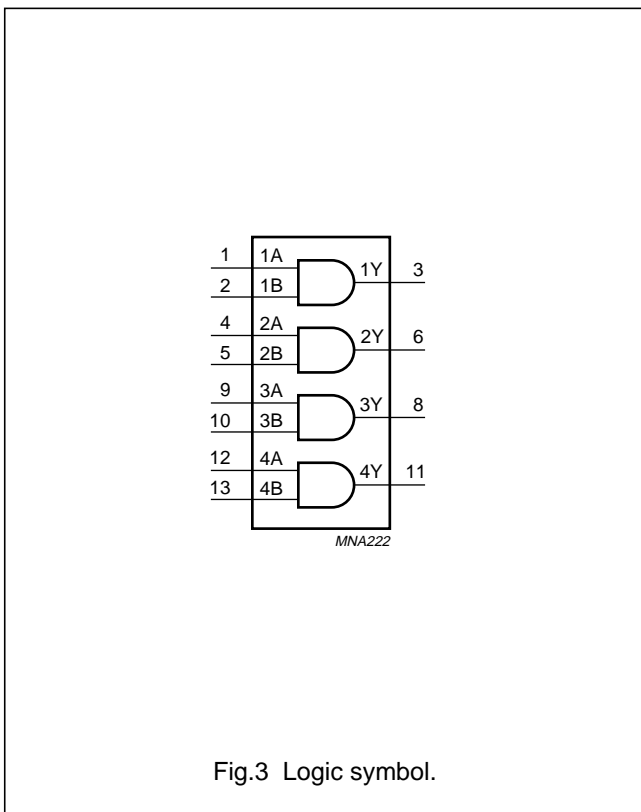 1 1A 1Y 3
2 1B
4 2A 2Y 6
5 2B
9 3A 3Y 8
10 3B
12 4A 4Y 11
13 4B
MNA222
Fig.3 Logic symbol.